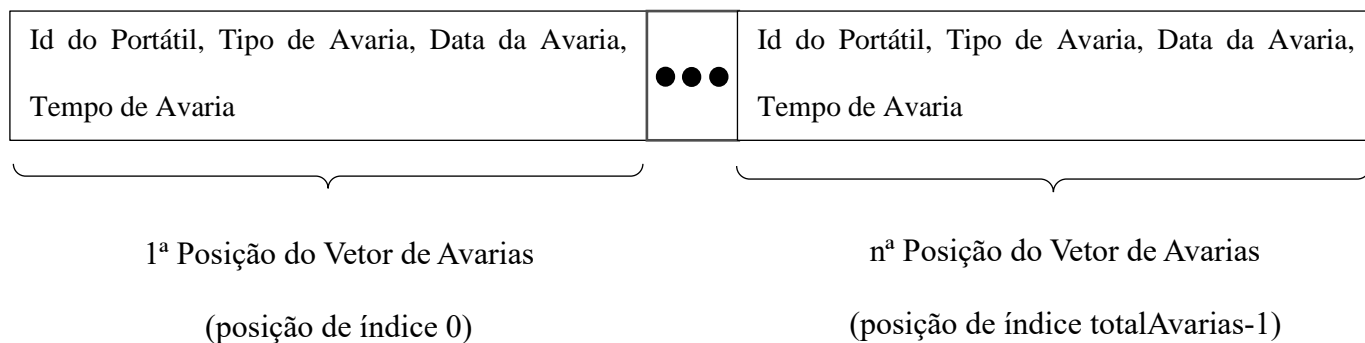 Id do Portátil, Tipo de Avaria, Data da Avaria,
Tempo de Avaria
Id do Portátil, Tipo de Avaria, Data da Avaria,
Tempo de Avaria
1ª Posição do Vetor de Avarias
(posição de índice 0)
nª Posição do Vetor de Avarias
(posição de índice totalAvarias-1)